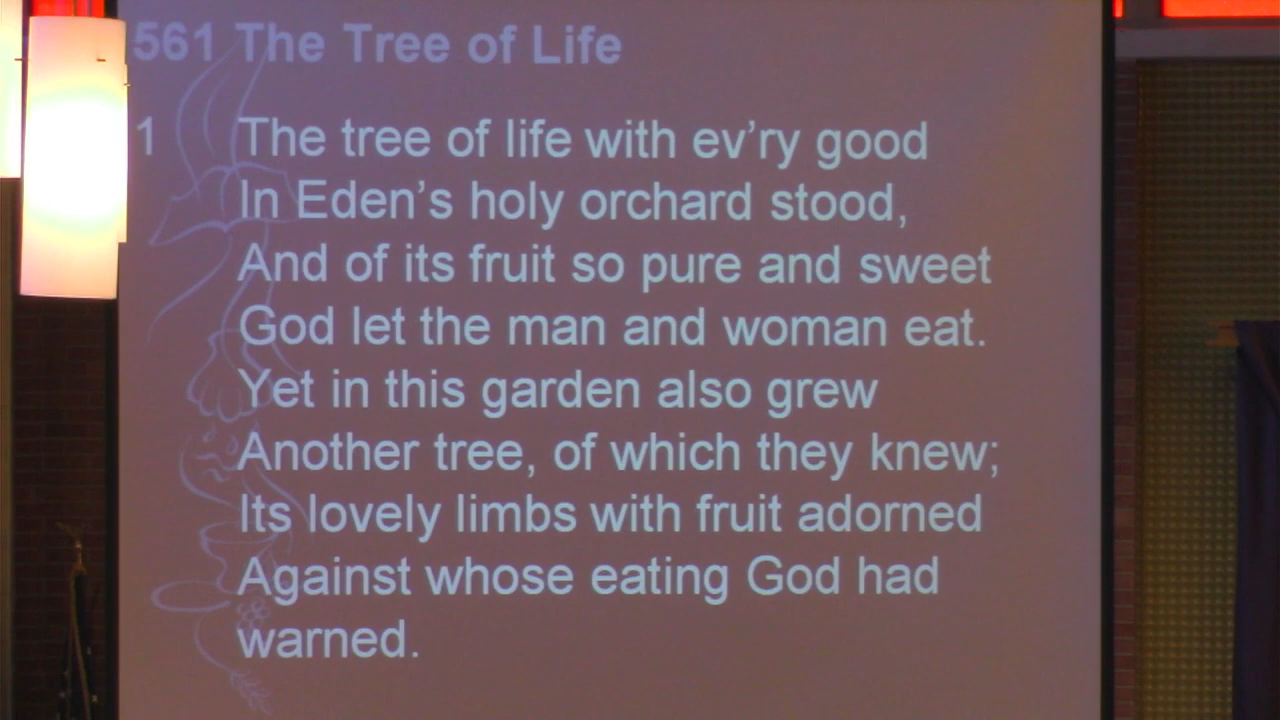 561 The Tree of Life
1 The tree of life with ev’ry good
In Eden’s holy orchard stood,
And of its fruit so pure and sweet
God let the man and woman eat.
Yet in this garden also grew
Another tree, of which they knew;
Its lovely limbs with fruit adorned
Against whose eating God had
warned.